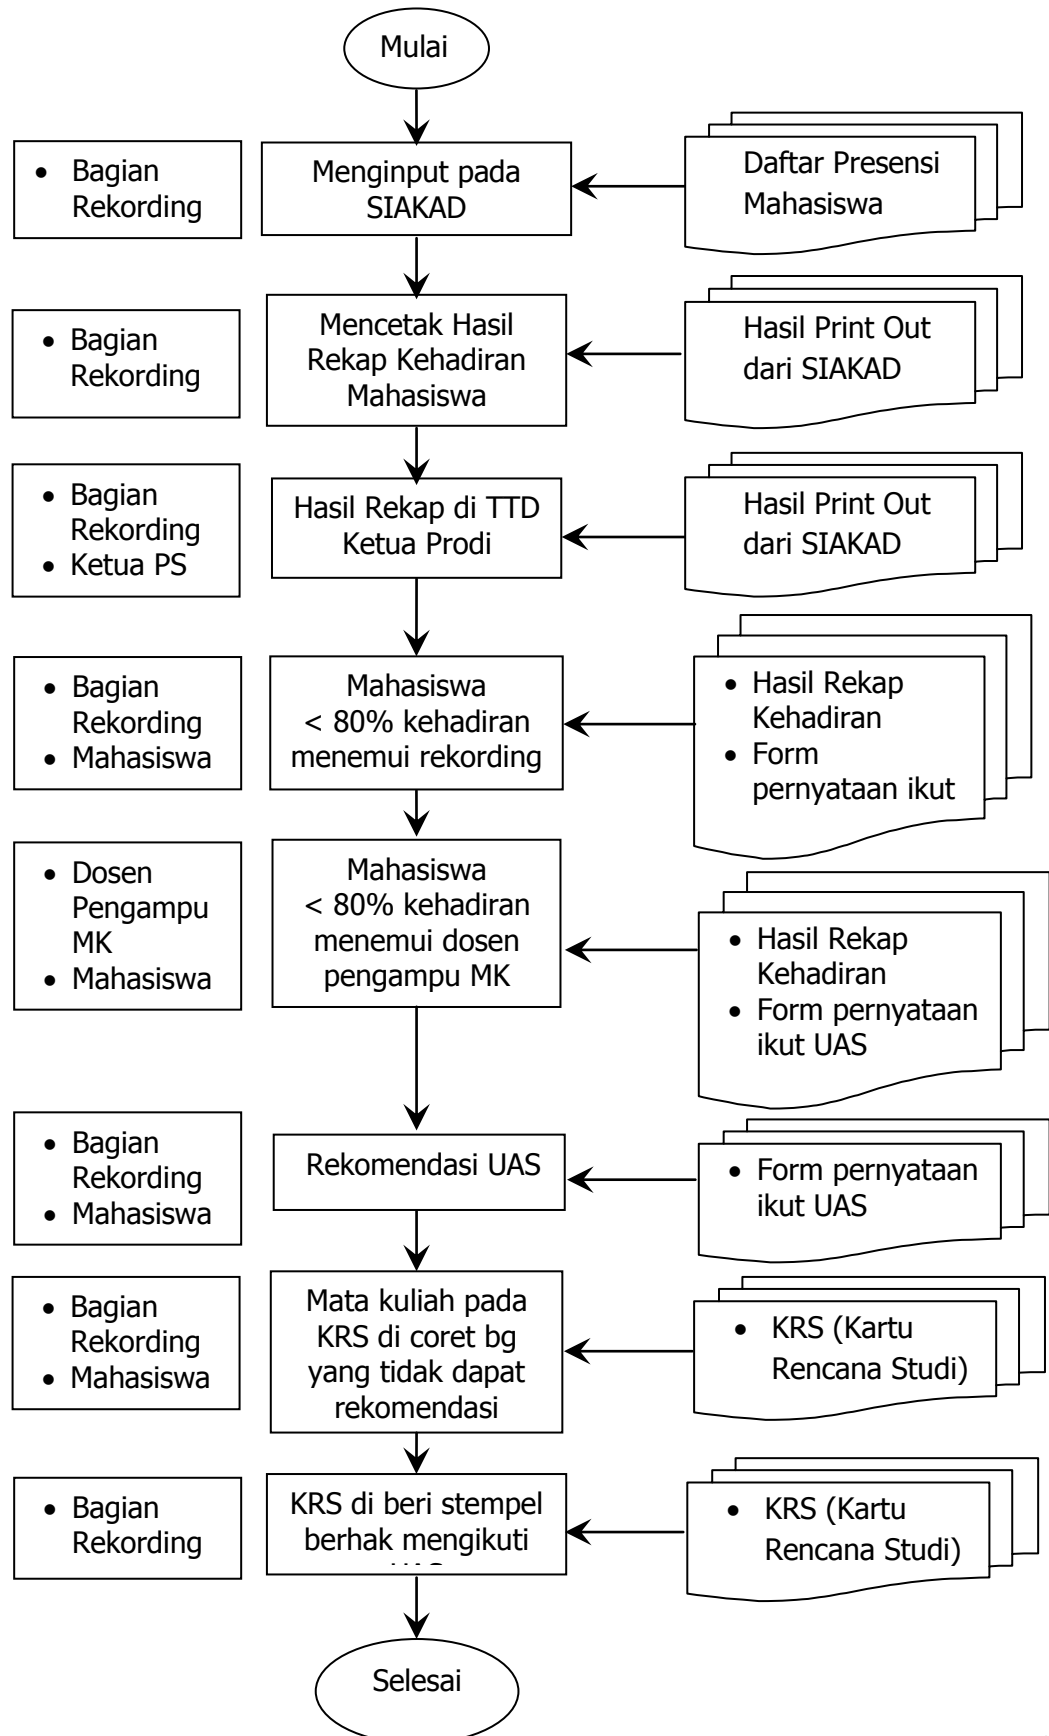 Mulai
• Bagian
Rekording
Menginput pada
SIAKAD
Daftar Presensi
Mahasiswa
• Bagian
Rekording
Mencetak Hasil
Rekap Kehadiran
Mahasiswa
Hasil Print Out
dari SIAKAD
• Bagian
Rekording
• Ketua PS
Hasil Rekap di TTD
Ketua Prodi
Hasil Print Out
dari SIAKAD
• Bagian
Rekording
• Mahasiswa
Mahasiswa
< 80% kehadiran
menemui rekording
• Hasil Rekap
Kehadiran
• Form
pernyataan ikut
• Dosen
Pengampu
MK
• Mahasiswa
Mahasiswa
< 80% kehadiran
menemui dosen
pengampu MK
• Hasil Rekap
Kehadiran
• Form pernyataan
ikut UAS
• Bagian
Rekording
• Mahasiswa
Rekomendasi UAS
• Form pernyataan
ikut UAS
• Bagian
Rekording
• Mahasiswa
Mata kuliah pada
KRS di coret bg
yang tidak dapat
rekomendasi
• KRS (Kartu
Rencana Studi)
• Bagian
Rekording
KRS di beri stempel
berhak mengikuti
• KRS (Kartu
Rencana Studi)
Selesai